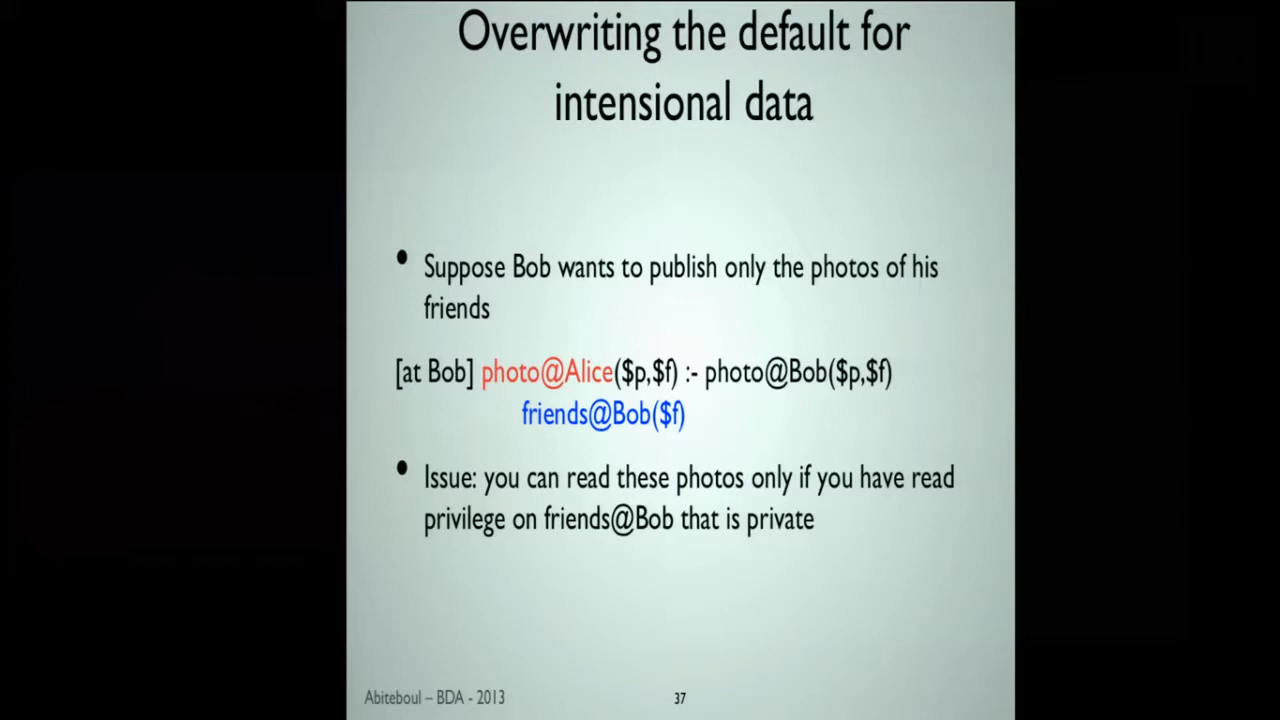 Overwriting the default for
intensional data
• Suppose Bob wants to publish only the photos of his
friends
[at Bob] photo@Alice($p,$f) :- photo@Bob($p,$f)
friends@Bob($f)
• Issue: you can read these photos only if you have read
privilege on friends@Bob that is private
Abiteboul – BDA - 2013
37